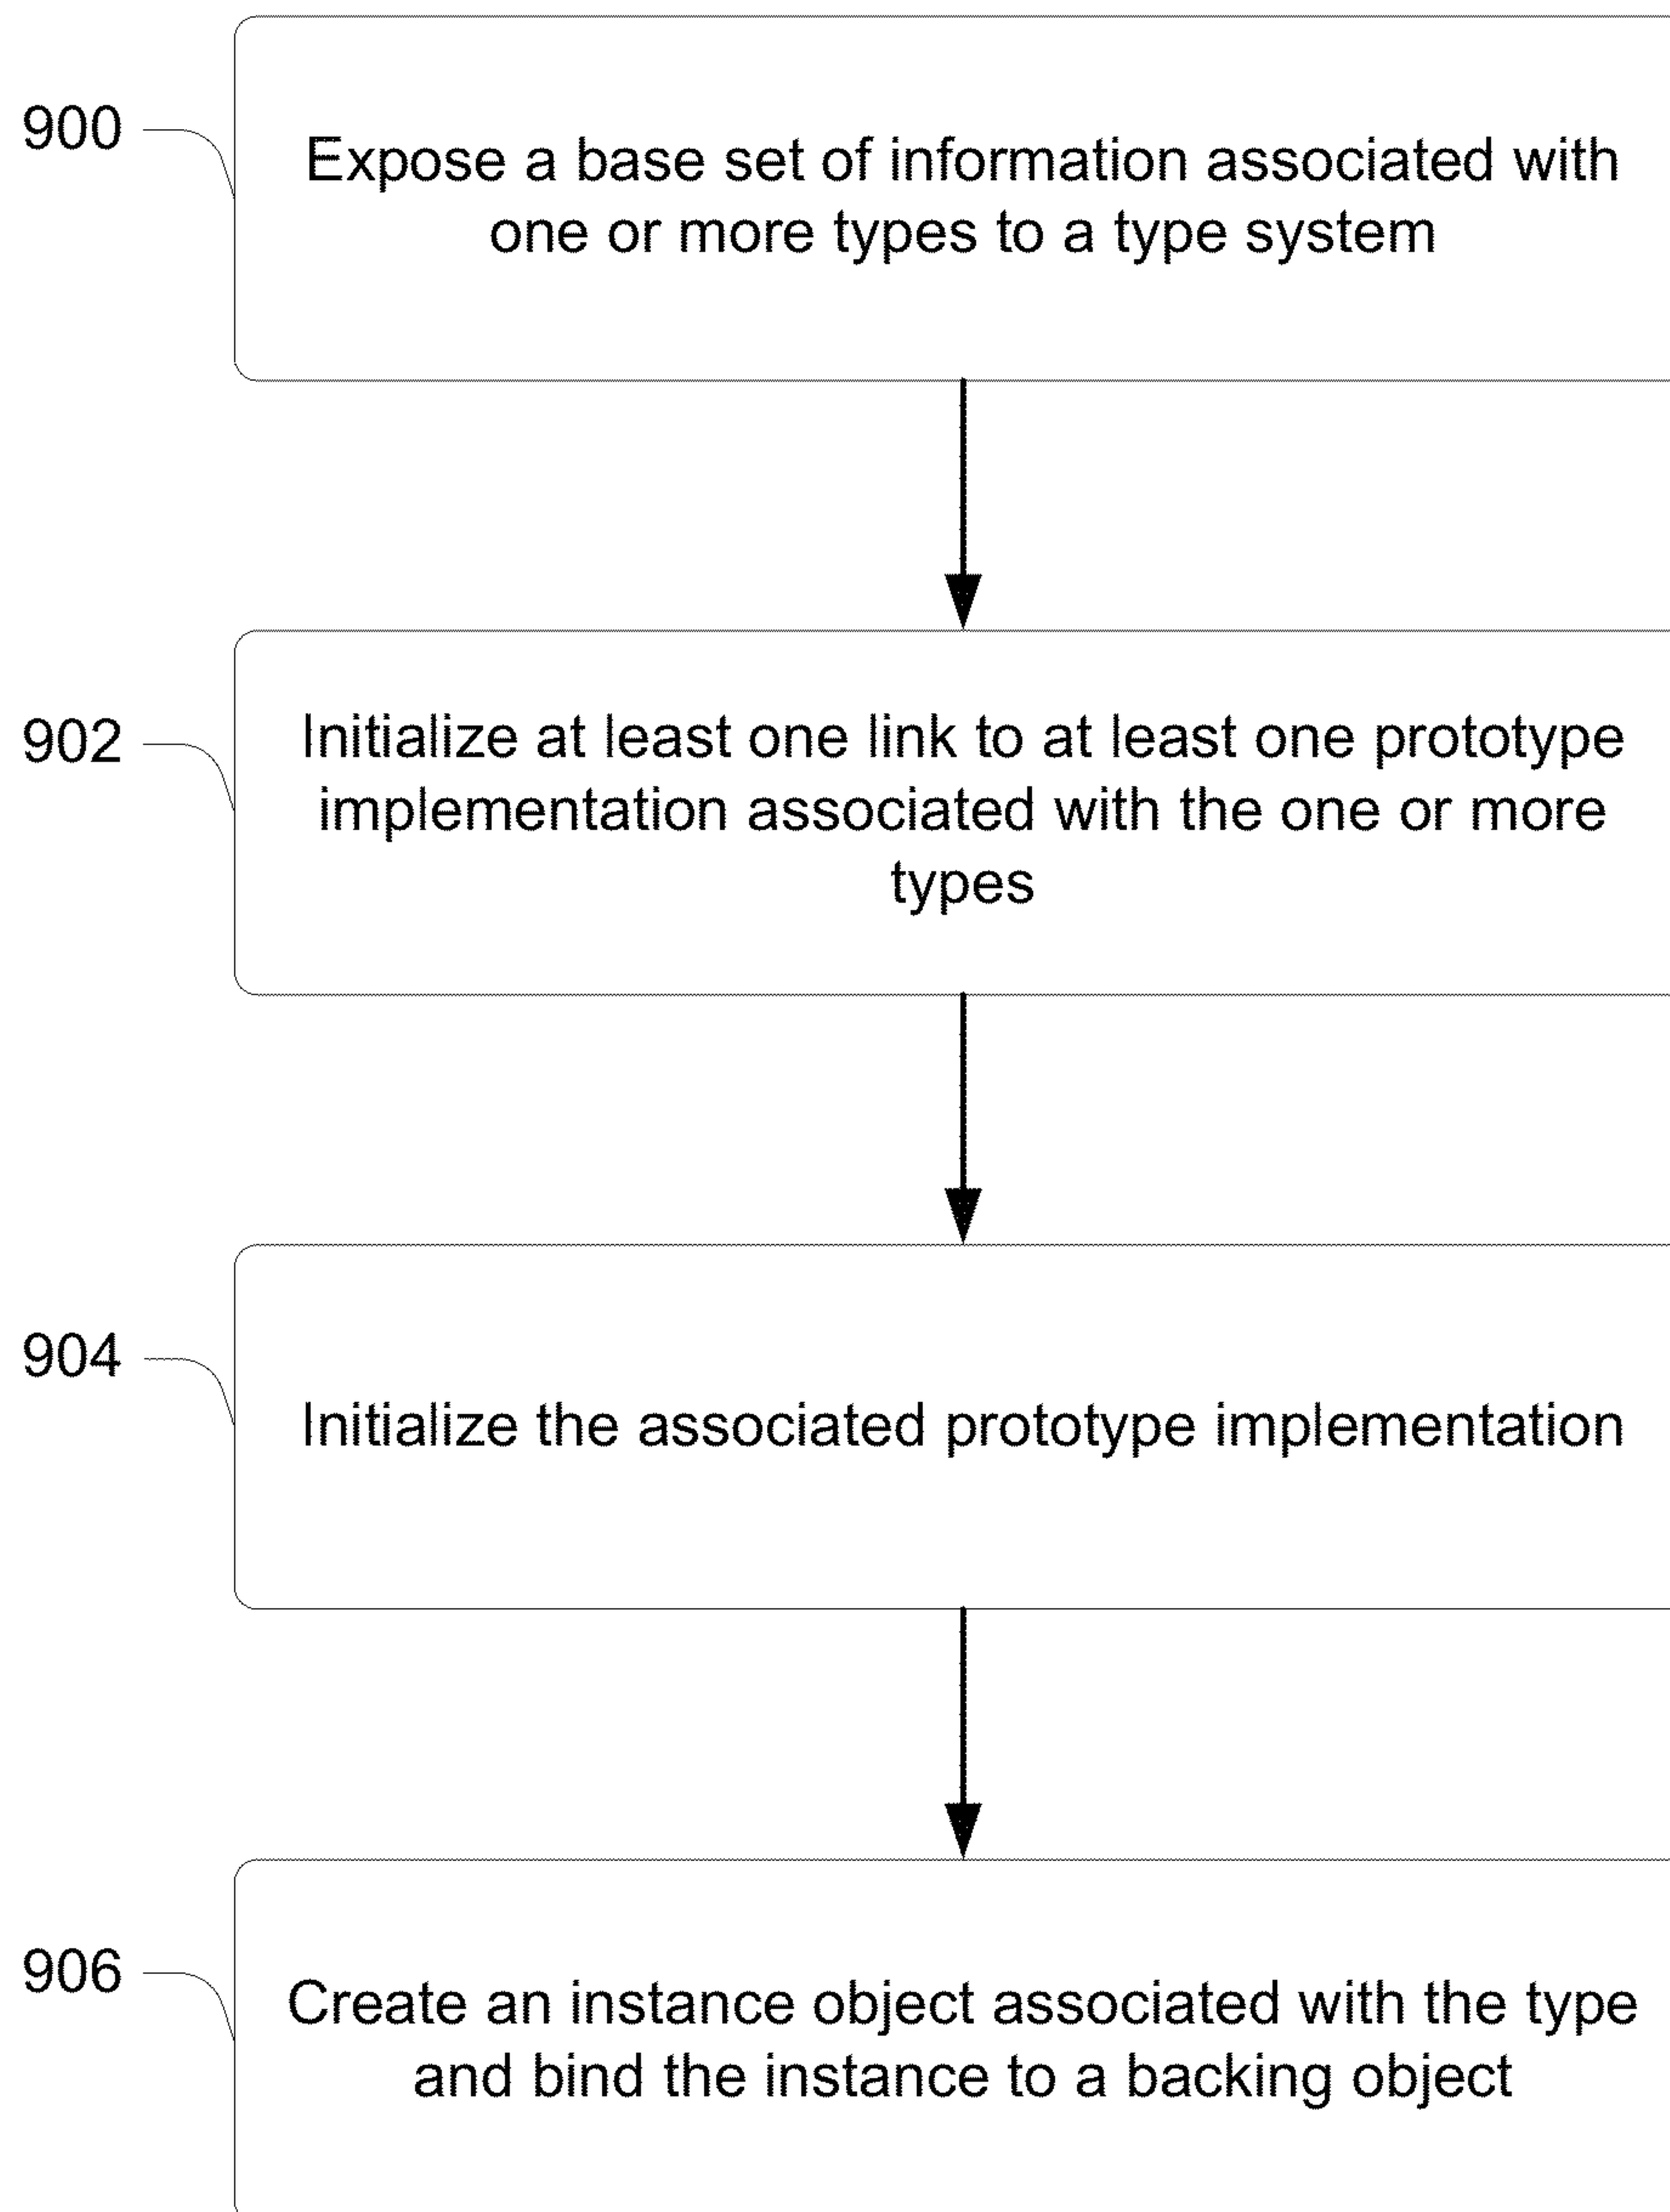 900
Expose a base set of information associated with
one or more types to a type system
902
Initialize at least one link to at least one prototype
implementation associated with the one or more
types
904
Initialize the associated prototype implementation
906
Create an instance object associated with the type
and bind the instance to a backing object